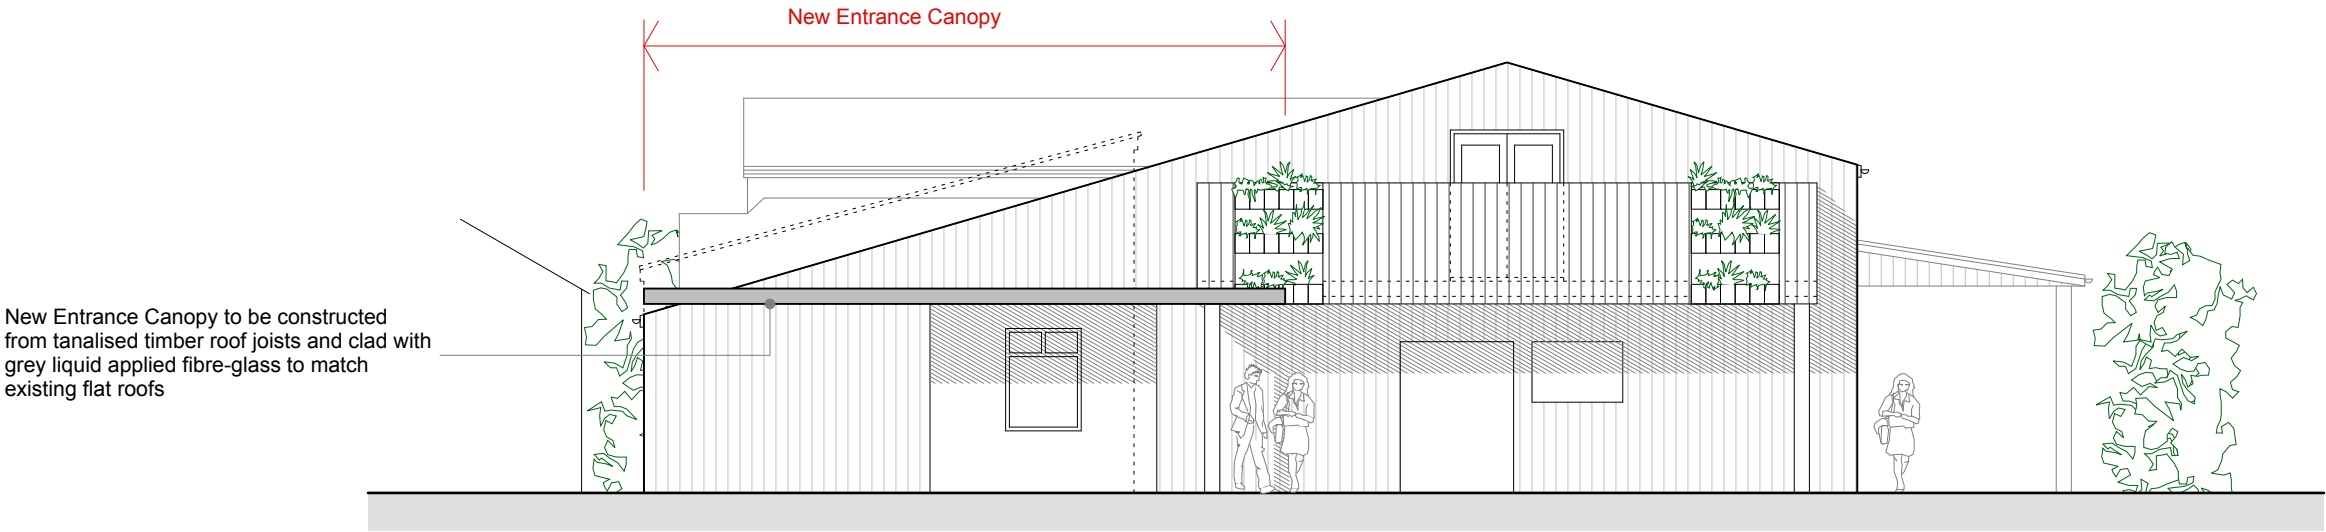 New Entrance Canopy
New Entrance Canopy to be constructed
from tanalised timber roof joists and clad with
grey liquid applied fibre-glass to match
existing flat roofs